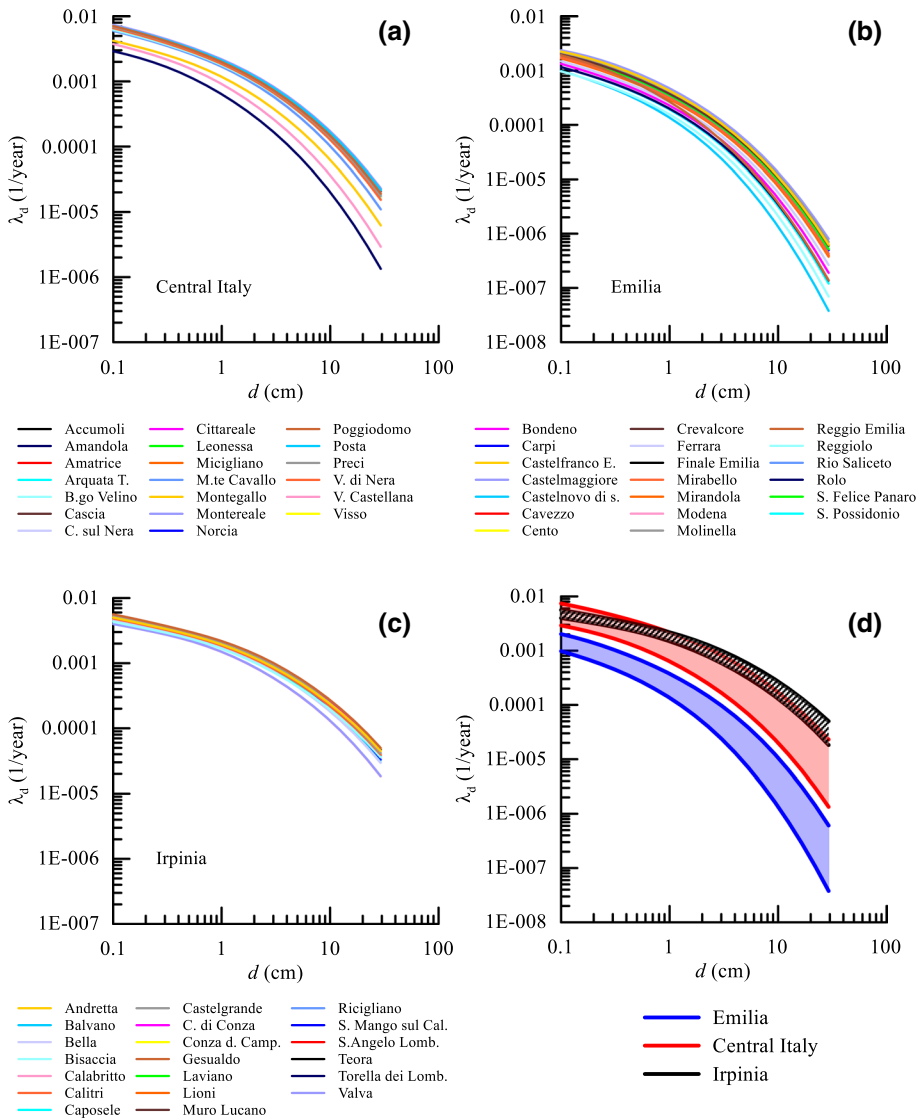 (a)
0.01
0.001
0.0001
1E-005
1E-006
1E-007
λd (1/year)
Central Italy
0.1 1 10 100
d (cm)
Accumoli Cittareale Poggiodomo
Amandola Leonessa Posta
Amatrice Micigliano Preci
Arquata T. M.te Cavallo V. di Nera
B.go Velino Montegallo V. Castellana
Cascia Montereale Visso
C. sul Nera Norcia
(b)
0.01
0.001
0.0001
1E-005
1E-006
1E-007
1E-008
λd (1/year)
Emilia
0.1 1 10 100
d (cm)
Bondeno Crevalcore Reggio Emilia
Carpi Ferrara Reggiolo
Castelfranco E. Finale Emilia Rio Saliceto
Castelmaggiore Mirabello Rolo
Castelnovo di s. Mirandola S. Felice Panaro
Cavezzo Modena S. Possidonio
Cento Molinella
(c)
0.01
0.001
0.0001
1E-005
1E-006
1E-007
λd (1/year)
Irpinia
0.1 1 10 100
d (cm)
Andretta Castelgrande Ricigliano
Balvano C. di Conza S. Mango sul Cal.
Bella Conza d. Camp. S.Angelo Lomb.
Bisaccia Gesualdo Teora
Calabritto Laviano Torella dei Lomb.
Calitri Lioni Valva
Caposele Muro Lucano
(d)
0.01
0.001
0.0001
1E-005
1E-006
1E-007
1E-008
λd (1/year)
0.1 1 10 100
d (cm)
Emilia
Central Italy
Irpinia